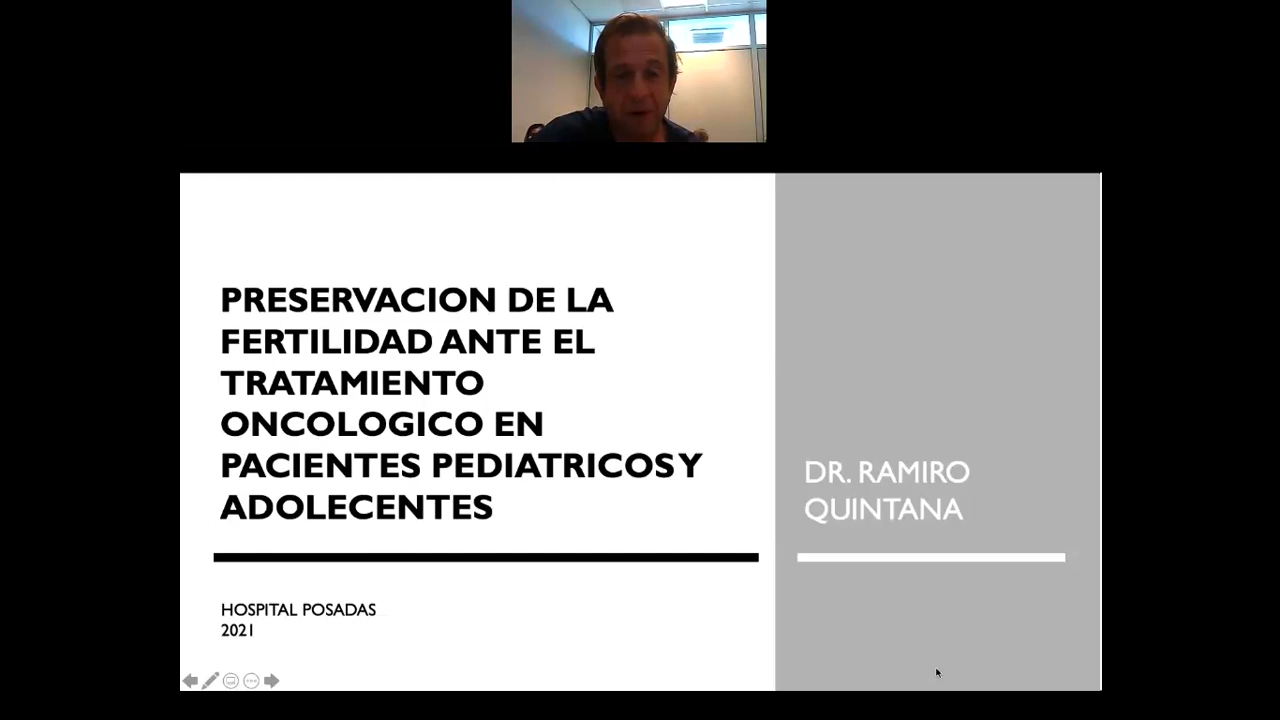 PRESERVACION DE LA
FERTILIDAD ANTE EL
TRATAMIENTO
ONCOLOGICO EN
PACIENTES PEDIATRICOS Y
ADOLECENTES
DR. RAMIRO
QUINTANA
HOSPITAL POSADAS
2021